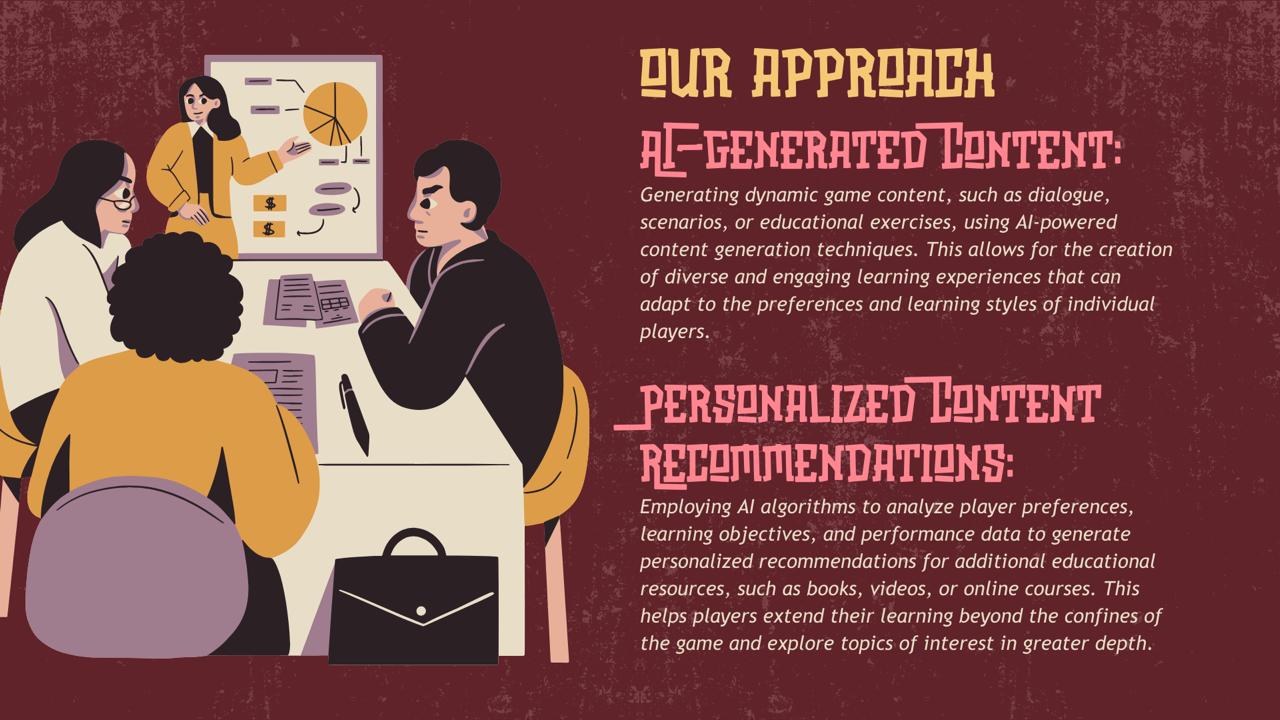 OUR APPROACH
AI-GENERATED CONTENT:
Generating dynamic game content, such as dialogue,
scenarios, or educational exercises, using AI-powered
content generation techniques. This allows for the creation
of diverse and engaging learning experiences that can
adapt to the preferences and learning styles of individual
players.
PERSONALIZED CONTENT
RECOMMENDATIONS:
Employing AI algorithms to analyze player preferences,
learning objectives, and performance data to generate
personalized recommendations for additional educational
resources, such as books, videos, or online courses. This
helps players extend their learning beyond the confines of
the game and explore topics of interest in greater depth.
$
$